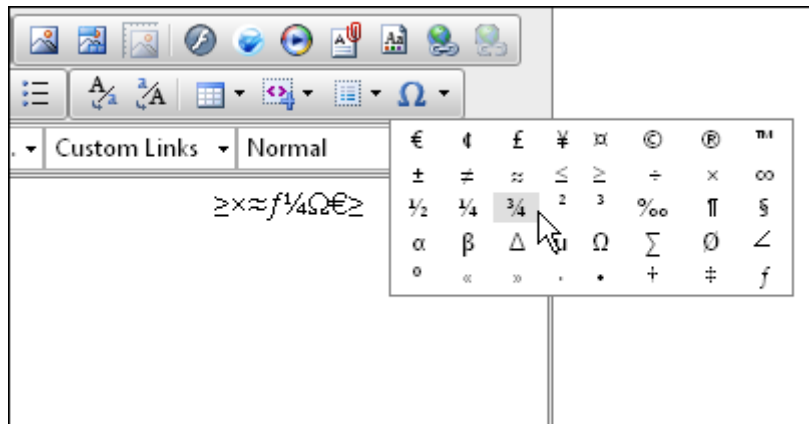 Custom Links Normal
€ ¢ £ ¥ ¤ © ® ™
± ≠ ≈ ≤ ≥ ÷ × ∞
≥×≈ƒ¼Ω€≥
½ ¼ ¾ ² ³ ‰ ¶ §
α β Δ µ Ω ∑ Ø ∠
º « » · • † ‡ ƒ